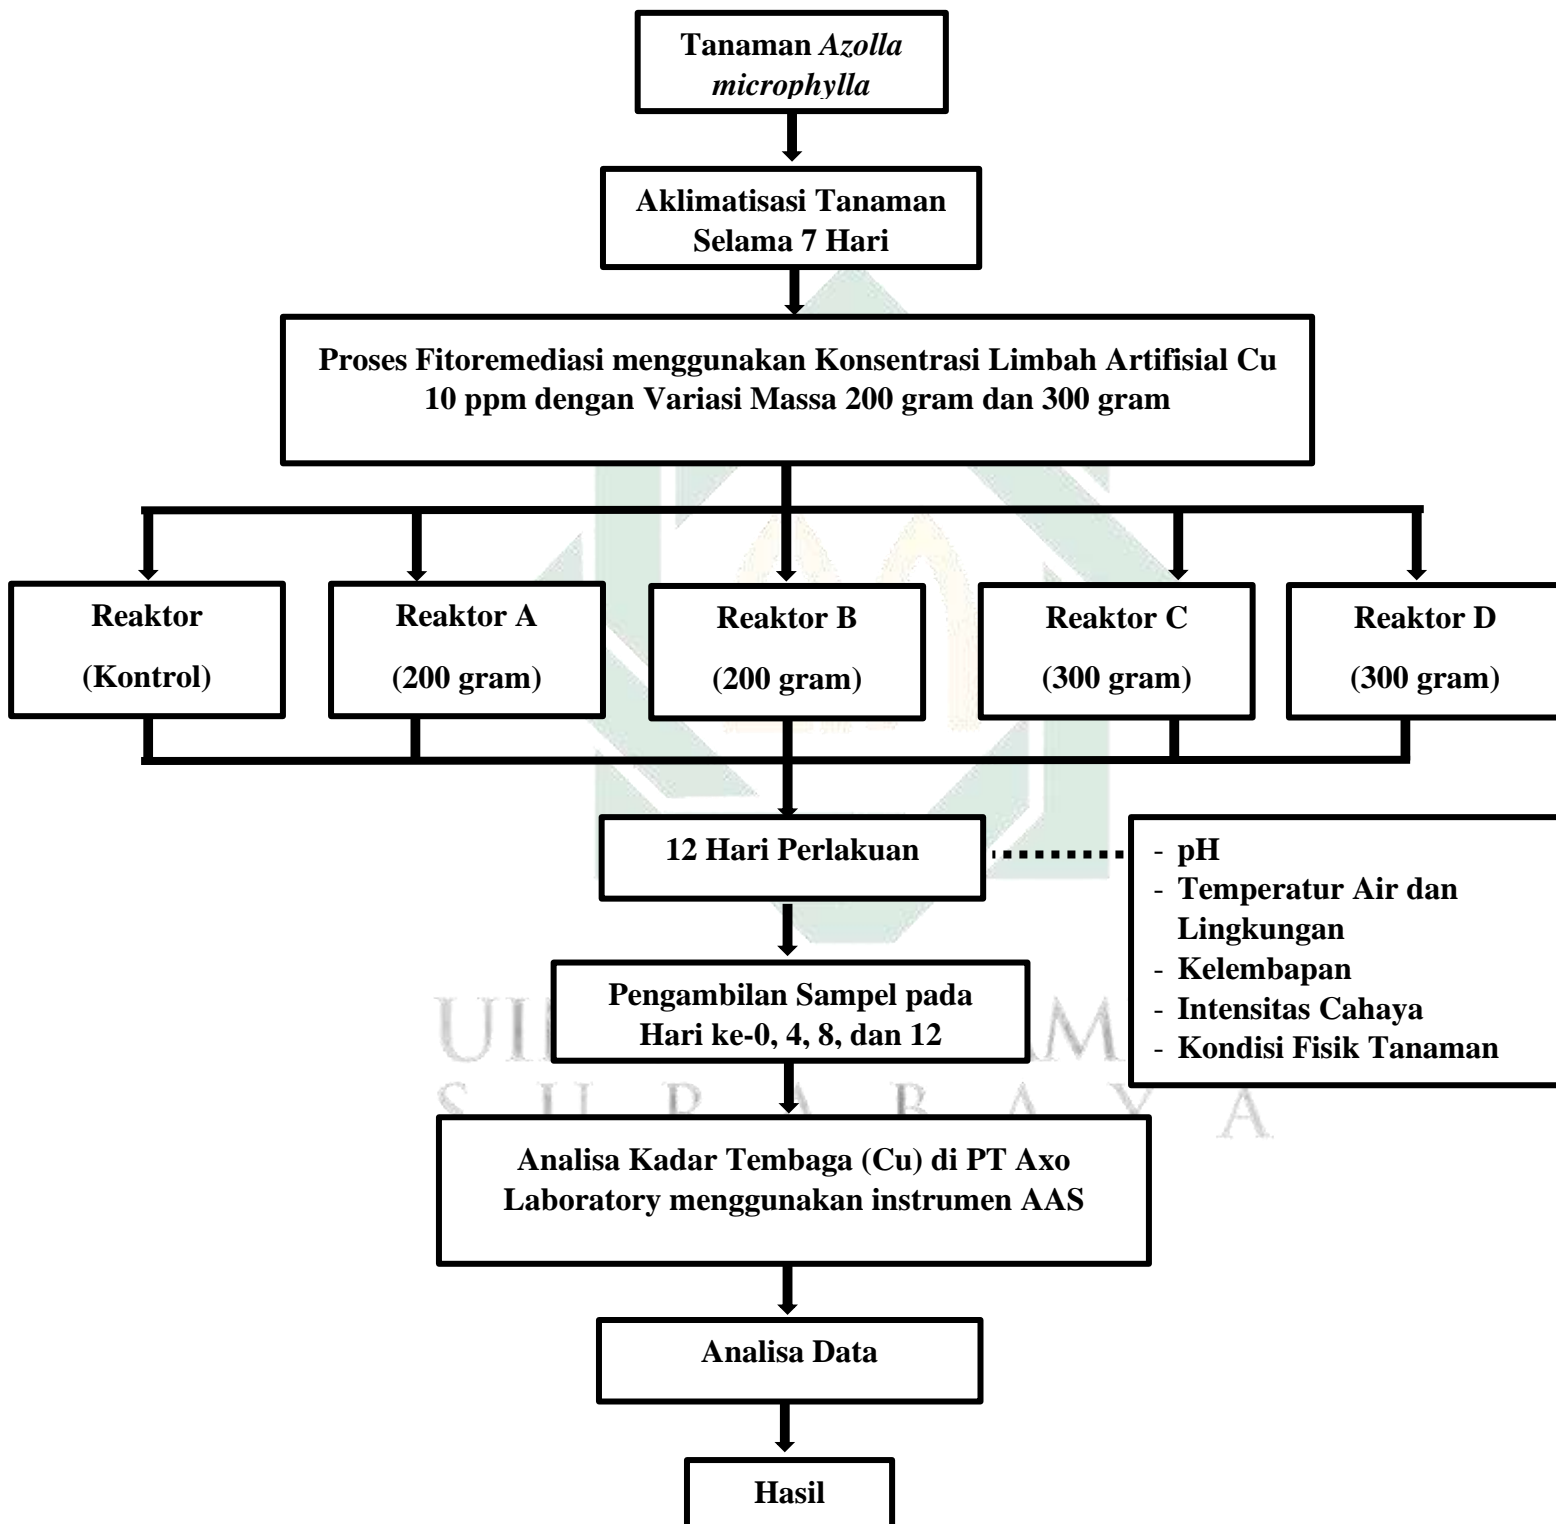 Tanaman Azolla
microphylla
Aklimatisasi Tanaman
Selama 7 Hari
Proses Fitoremediasi menggunakan Konsentrasi Limbah Artifisial Cu
10 ppm dengan Variasi Massa 200 gram dan 300 gram
Reaktor
(Kontrol)
Reaktor A
(200 gram)
Reaktor B
(200 gram)
Reaktor C
(300 gram)
Reaktor D
(300 gram)
12 Hari Perlakuan
- pH
- Temperatur Air dan
Lingkungan
- Kelembapan
- Intensitas Cahaya
- Kondisi Fisik Tanaman
Pengambilan Sampel pada
Hari ke-0, 4, 8, dan 12
S U R A B A Y A
Analisa Kadar Tembaga (Cu) di PT Axo
Laboratory menggunakan instrumen AAS
Analisa Data
Hasil